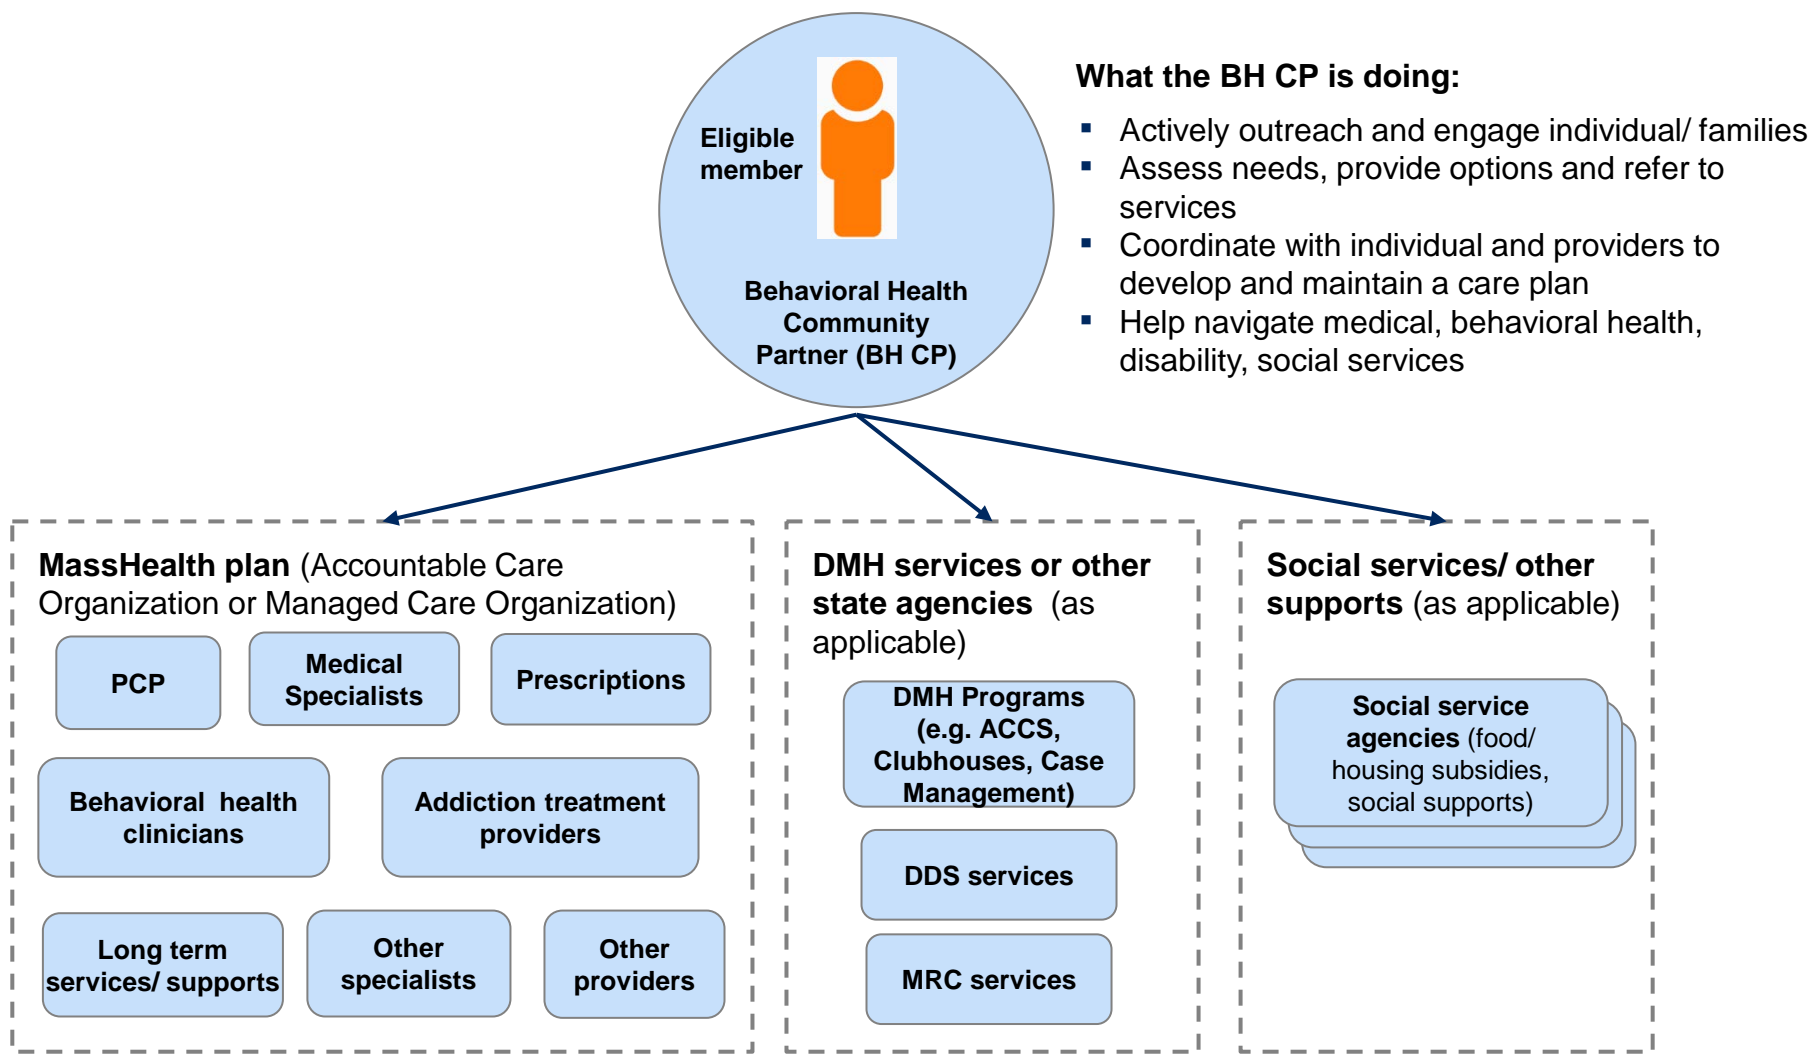 Eligible
member
Behavioral Health
Community
Partner (BH CP)
What the BH CP is doing:
▪ Actively outreach and engage individual/ families
▪ Assess needs, provide options and refer to
services
▪ Coordinate with individual and providers to
develop and maintain a care plan
▪ Help navigate medical, behavioral health,
disability, social services
MassHealth plan (Accountable Care
Organization or Managed Care Organization)
PCP
Medical
Specialists
Prescriptions
Behavioral health
clinicians
Addiction treatment
providers
Long term
services/ supports
Other
specialists
Other
providers
DMH services or other
state agencies (as
applicable)
DMH Programs
(e.g. ACCS,
Clubhouses, Case
Management)
DDS services
MRC services
Social services/ other
supports (as applicable)
Social service
agencies (food/
housing subsidies,
social supports)